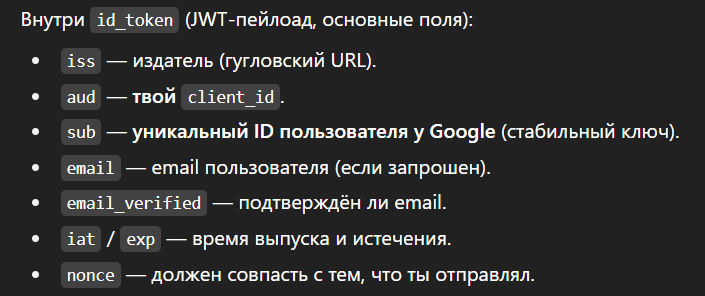 Внутри id_token (JWT-пейлоад, основные поля):
• iss — издатель (гугловский URL).
• aud — твой client_id.
• sub — уникальный ID пользователя у Google (стабильный ключ).
• email — email пользователя (если запрошен).
• email_verified — подтверждён ли email.
• iat / exp — время выпуска и истечения.
• nonce — должен совпасть с тем, что ты отправлял.